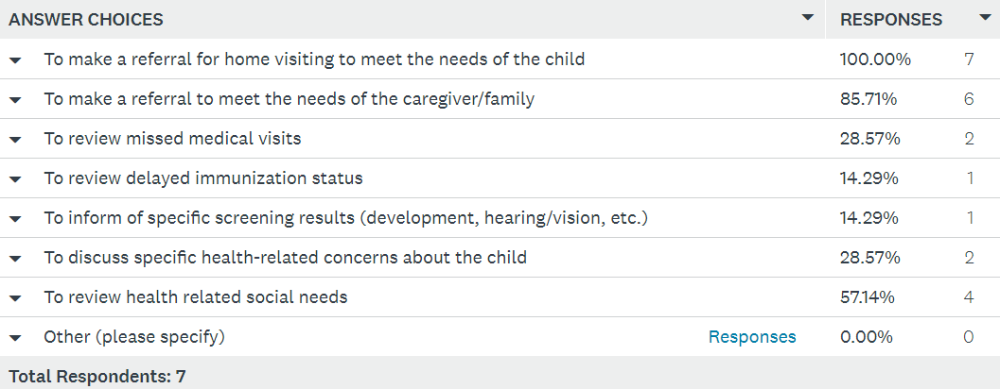 ANSWER CHOICES RESPONSES
To make a referral for home visiting to meet the needs of the child 100.00% 7
To make a referral to meet the needs of the caregiver/family 85.71% 6
To review missed medical visits 28.57% 2
To review delayed immunization status 14.29% 1
To inform of specific screening results (development, hearing/vision, etc.) 14.29% 1
To discuss specific health-related concerns about the child 28.57% 2
To review health related social needs 57.14% 4
Other (please specify) Responses 0.00% 0
Total Respondents: 7